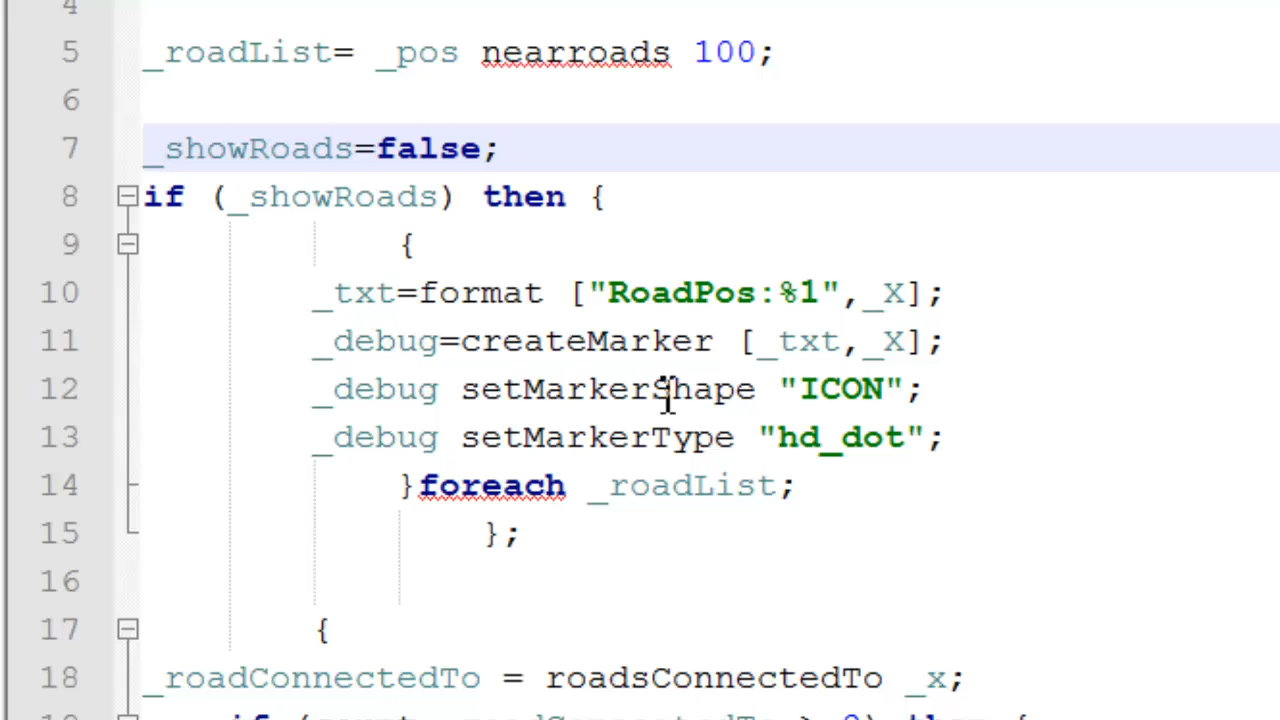 4
5 _roadList= _pos nearroads 100;
6
7 _showRoads=false;
8 if (_showRoads) then {
9 {
10 _txt=format ["RoadPos:%1",_X];
11 _debug=createMarker [_txt,_X];
12 _debug setMarkerShape "ICON";
13 _debug setMarkerType "hd_dot";
14 }foreach _roadList;
15 };
16
17 {
18 _roadConnectedTo = roadsConnectedTo _x;